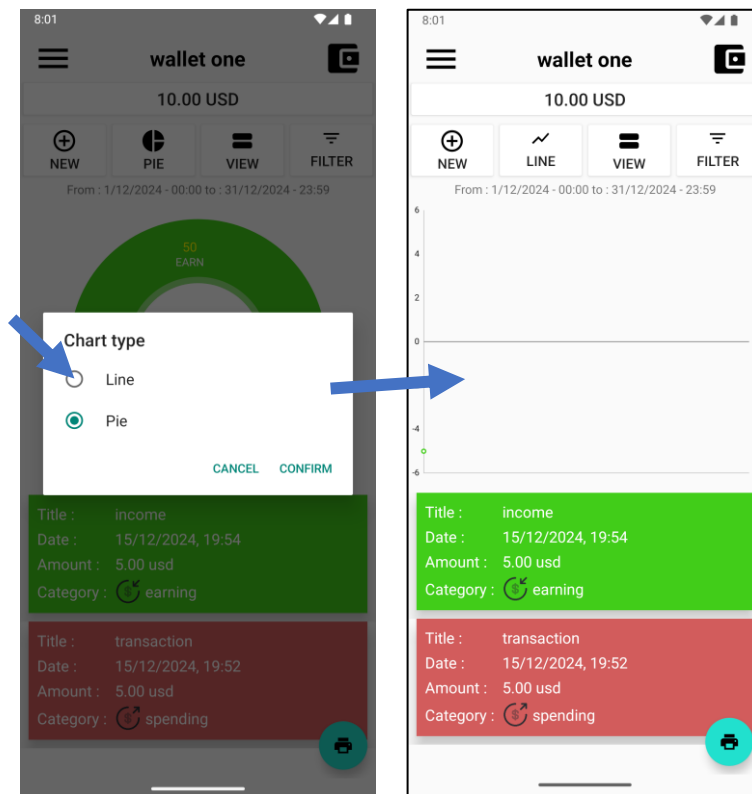 8:01
wallet one
10.00 USD
NEW PIE VIEW FILTER
From : 1/12/2024 - 00:00 to : 31/12/2024 - 23:59
50
EARN
Chart type
Line
Pie
CANCEL CONFIRM
Title : income
Date : 15/12/2024, 19:54
Amount : 5.00 usd
Category : earning
Title : transaction
Date : 15/12/2024, 19:52
Amount : 5.00 usd
Category : spending
8:01
wallet one
10.00 USD
NEW LINE VIEW FILTER
From : 1/12/2024 - 00:00 to : 31/12/2024 - 23:59
6
4
2
0
-4
-6
Title : income
Date : 15/12/2024, 19:54
Amount : 5.00 usd
Category : earning
Title : transaction
Date : 15/12/2024, 19:52
Amount : 5.00 usd
Category : spending